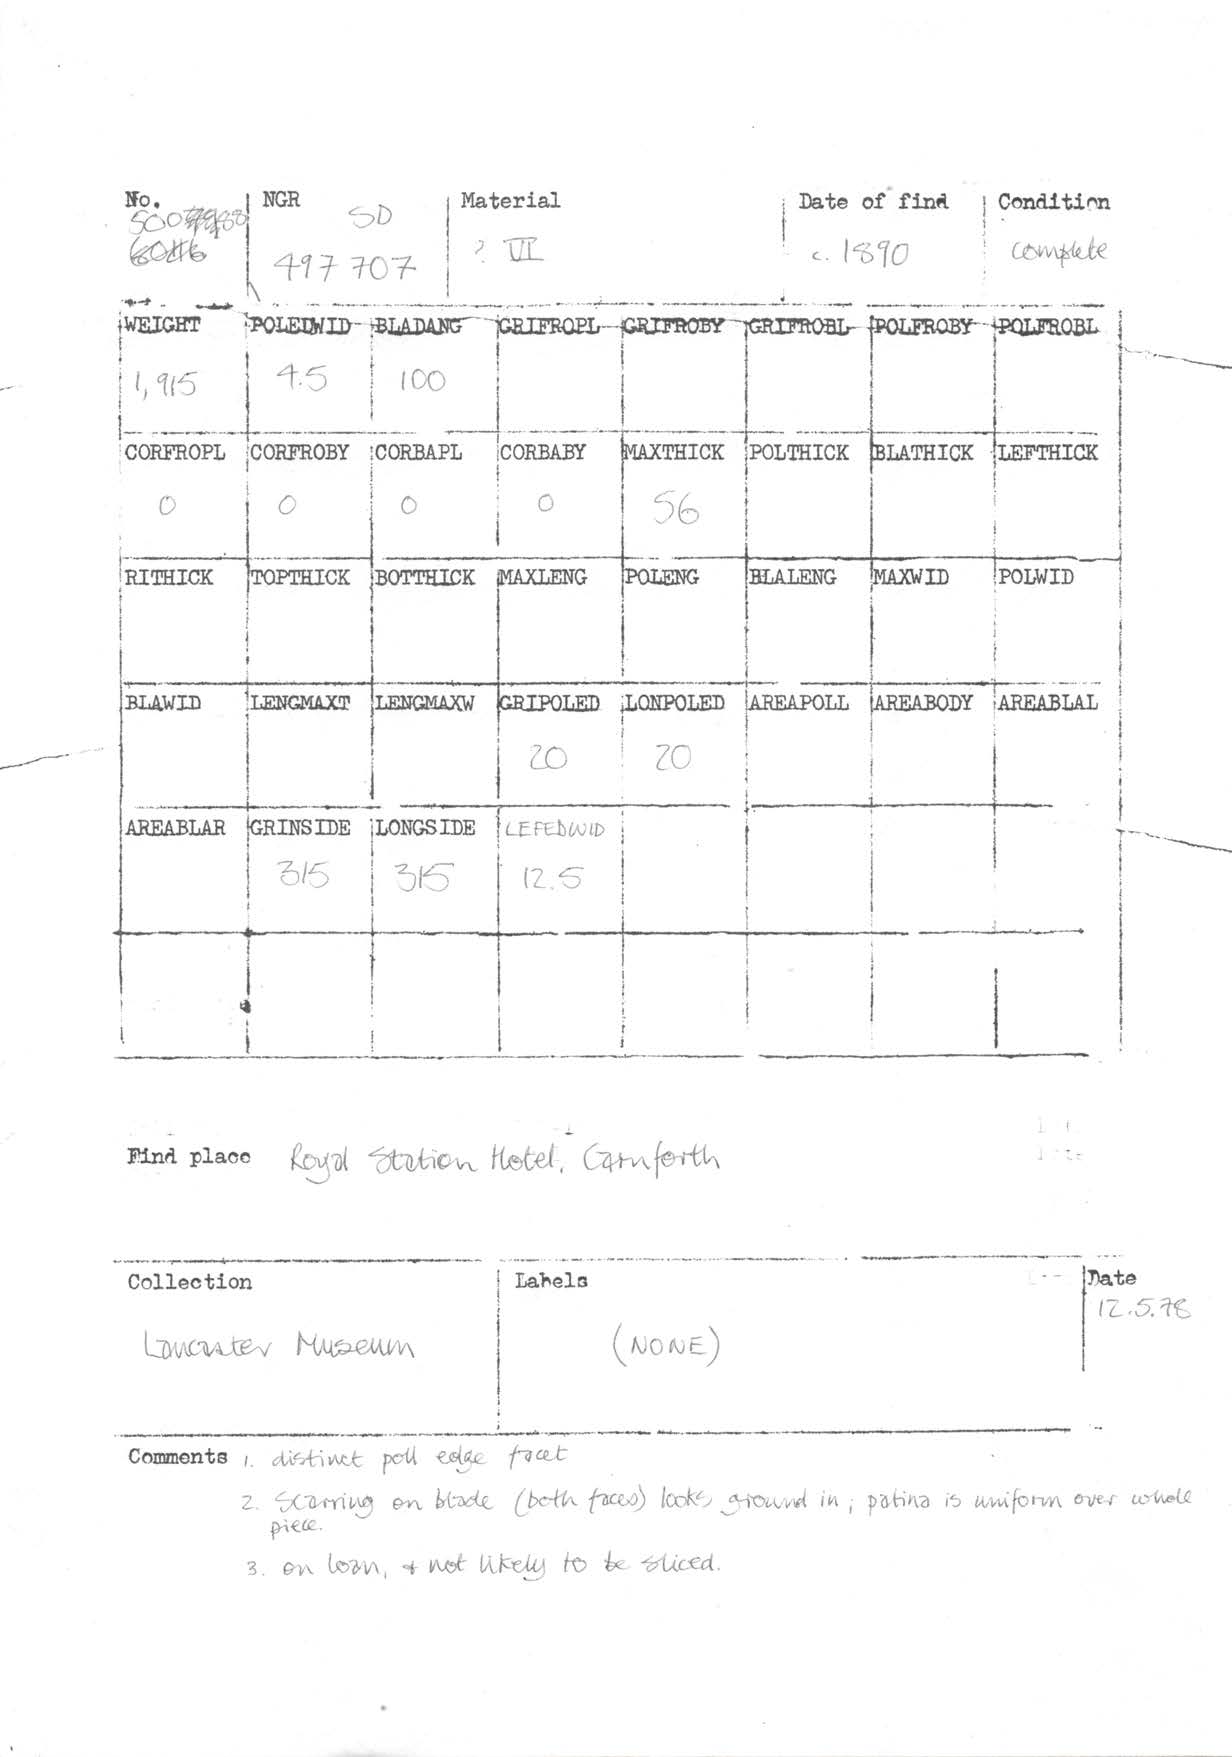 No. NGR Material Date of find Condition
SD
497 707 ? VI c. 1890 complete
WEIGHT POLEDWID BLADANG GRIFROPL GRIFROBY GRIFROBL POLFROBY POLFROBL
1,915 4.5 100
CORFROPL CORFROBY CORBAPL CORBABY MAXTHICK POLTHICK BLATHICK LEFTHICK
0 0 0 0 56
RITHICK TOPTHICK BOTTHICK MAXLENG POLENG BLALENG MAXWID POLWID
BLAWID LENGMAXT LENGMAXW GRIPOLED LONPOLED AREAPOLL AREABODY AREABLAL
20 20
AREABLAR GRINSIDE LONGSIDE LEFEDWID
315 315 12.5
Find place Royal Station Hotel, Carnforth
Collection Labels Date
12.5.78
Lancaster Museum (NONE)
Comments 1. distinct poll edge facet
2. Scarring on blade (both faces) looks ground in; patina is uniform over whole
piece.
3. on loan, & not likely to be sliced.